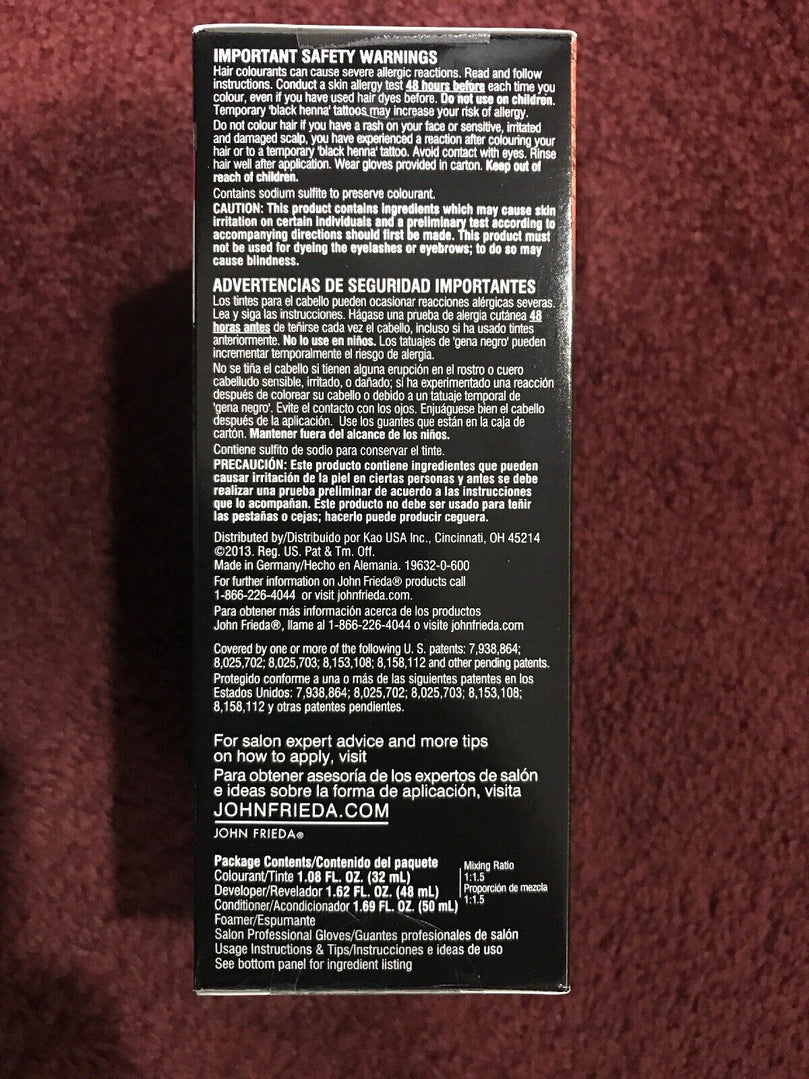 IMPORTANT SAFETY WARNINGS
Hair colourants can cause severe allergic reactions. Read and follow
instructions. Conduct a skin allergy test 48 hours before each time you
colour, even if you have used hair dyes before. Do not use on children.
Temporary 'black henna' tattoos may increase your risk of allergy.
Do not colour hair if you have a rash on your face or sensitive, irritated
and damaged scalp, you have experienced a reaction after colouring your
hair or to a temporary 'black henna' tattoo. Avoid contact with eyes. Rinse
hair well after application. Wear gloves provided in carton. Keep out of
reach of children.
Contains sodium sulfite to preserve colourant.
CAUTION: This product contains ingredients which may cause skin
irritation on certain individuals and a preliminary test according to
accompanying directions should first be made. This product must
not be used for dyeing the eyelashes or eyebrows; to do so may
cause blindness.
ADVERTENCIAS DE SEGURIDAD IMPORTANTES
Los tintes para el cabello pueden ocasionar reacciones alérgicas severas.
Lea y siga las instrucciones. Hágase una prueba de alergia cutánea 48
horas antes de teñirse cada vez el cabello, incluso si ha usado tintes
anteriormente. No lo use en niños. Los tatuajes de 'gena negro' pueden
incrementar temporalmente el riesgo de alergia.
No se tiña el cabello si tienen alguna erupción en el rostro o cuero
cabelludo sensible, irritado, o dañado; si ha experimentado una reacción
después de colorear su cabello o debido a un tatuaje temporal de
'gena negro'. Evite el contacto con los ojos. Enjuáguese bien el cabello
después de la aplicación. Use los guantes que están en la caja de
cartón. Mantener fuera del alcance de los niños.
Contiene sulfito de sodio para conservar el tinte.
PRECAUCIÓN: Este producto contiene ingredientes que pueden
causar irritación de la piel en ciertas personas y antes se debe
realizar una prueba preliminar de acuerdo a las instrucciones
que lo acompañan. Este producto no debe ser usado para teñir
las pestañas o cejas; hacerlo puede producir ceguera.
Distributed by/Distribuido por Kao USA Inc., Cincinnati, OH 45214
©2013. Reg. US. Pat & Tm. Off.
Made in Germany/Hecho en Alemania. 19632-0-600
For further information on John Frieda® products call
1-866-226-4044 or visit johnfrieda.com.
Para obtener más información acerca de los productos
John Frieda®, llame al 1-866-226-4044 o visite johnfrieda.com
Covered by one or more of the following U. S. patents: 7,938,864;
8,025,702; 8,025,703; 8,153,108; 8,158,112 and other pending patents.
Protegido conforme a una o más de las siguientes patentes en los
Estados Unidos: 7,938,864; 8,025,702; 8,025,703; 8,153,108;
8,158,112 y otras patentes pendientes.
For salon expert advice and more tips
on how to apply, visit
Para obtener asesoría de los expertos de salón
e ideas sobre la forma de aplicación, visita
JOHNFRIEDA.COM
JOHN FRIEDA®
Package Contents/Contenido del paquete
Colourant/Tinte 1.08 FL. OZ. (32 mL)
Developer/Revelador 1.62 FL. OZ. (48 mL)
Conditioner/Acondicionador 1.69 FL. OZ. (50 mL)
Mixing Ratio
1:1.5
Proporción de mezcla
1:1.5
Foamer/Espumante
Salon Professional Gloves/Guantes profesionales de salón
Usage Instructions & Tips/Instrucciones e ideas de uso
See bottom panel for ingredient listing